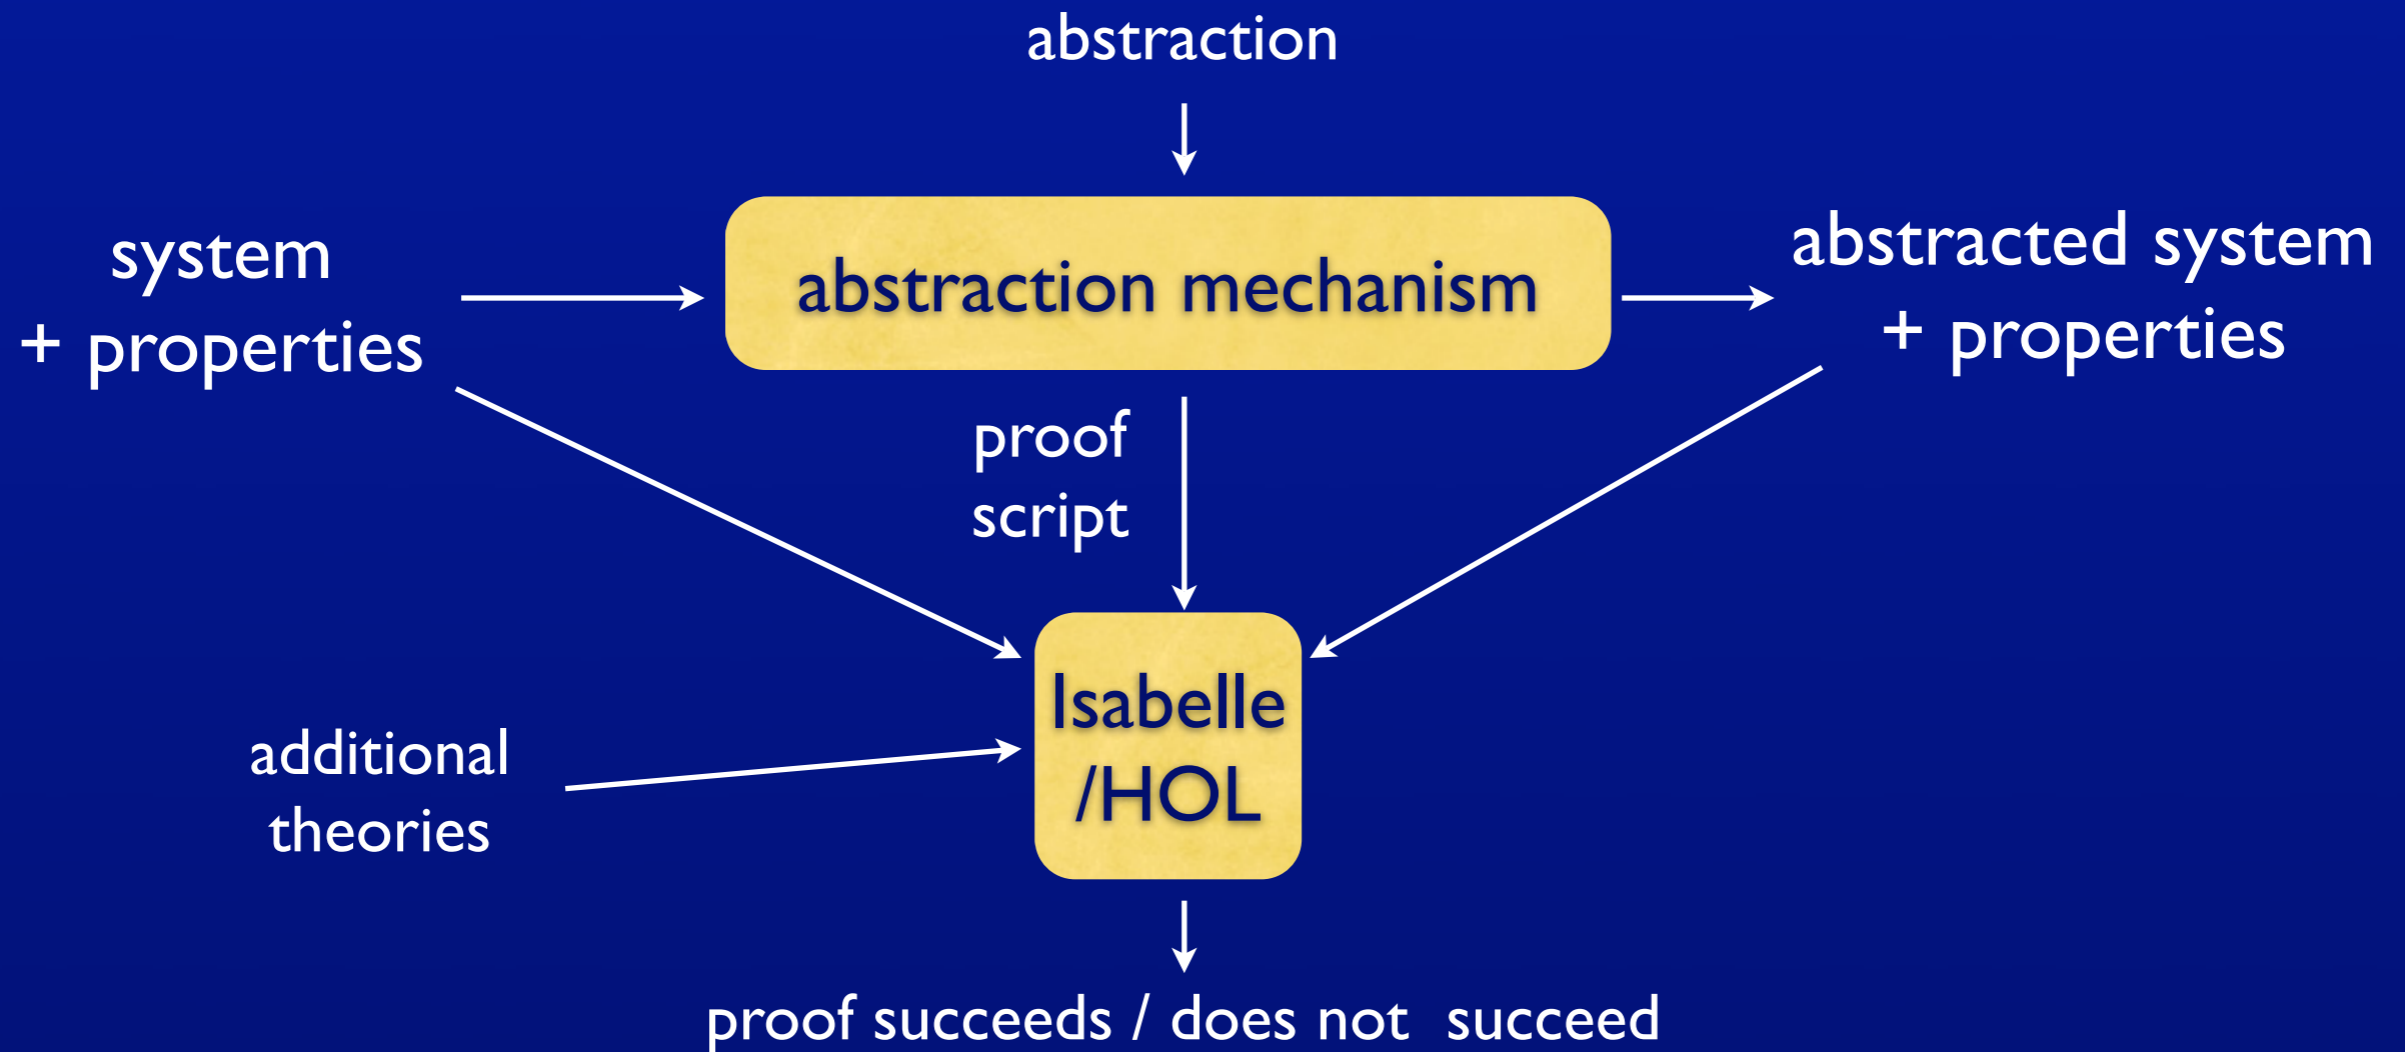 abstraction
system
+ properties
abstraction mechanism
abstracted system
+ properties
proof
script
additional
theories
Isabelle
/HOL
proof succeeds / does not succeed